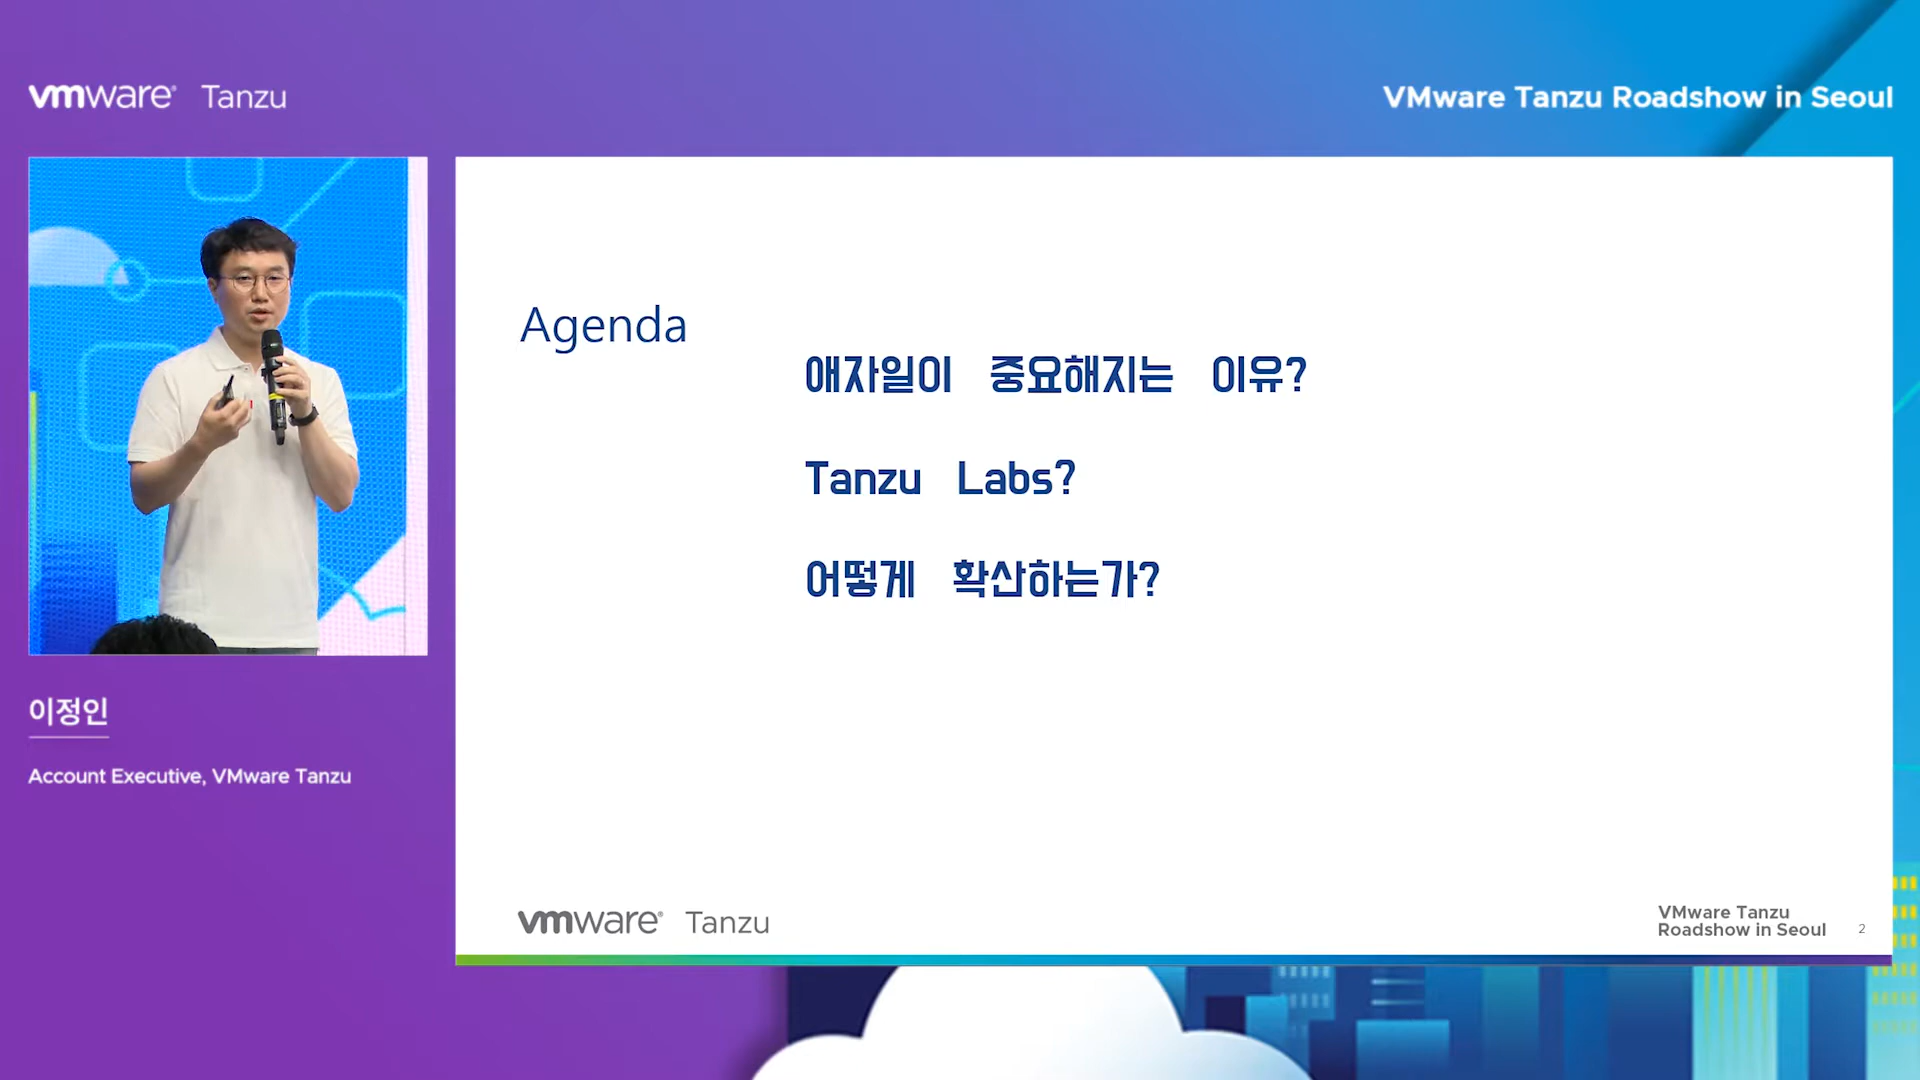 vmware® Tanzu
VMware Tanzu Roadshow in Seoul
Agenda
애자일이 중요해지는 이유?
Tanzu Labs?
어떻게 확산하는가?
이정인
Account Executive, VMware Tanzu
vmware® Tanzu
VMware Tanzu
Roadshow in Seoul
2